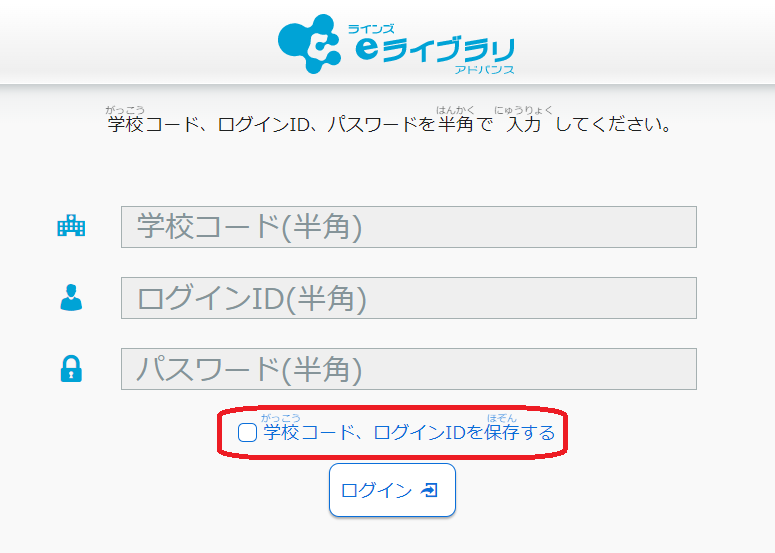 ラインズ
eライブラリ
アドバンス
がっこう はんかく にゅうりょく
学校コード、ログインID、パスワードを半角で入力してください。
学校コード(半角)
ログインID(半角)
パスワード(半角)
がっこう ほぞん
学校コード、ログインIDを保存する
ログイン